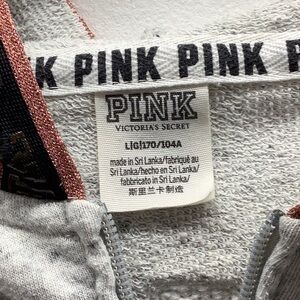 K PINK PINK P
PINK
VICTORIA'S SECRET
L|G|170/104A
made in Sri Lanka/fabriqué au
Sri Lanka/hecho en Sri Lanka/
fabbricato in Sri Lanka/
斯里兰卡制造